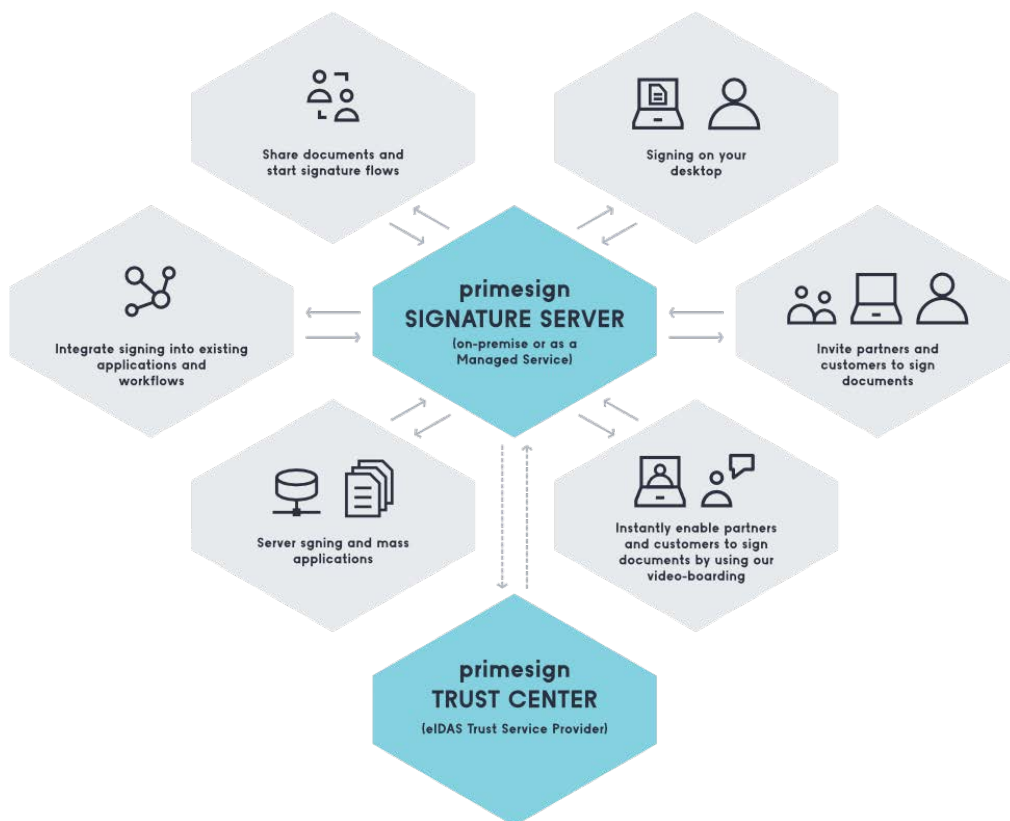 Share documents and
start signature flows
Signing on your
desktop
primesign
SIGNATURE SERVER
(on-premise or as a
Managed Service)
Integrate signing into existing
applications and
workflows
Invite partners and
customers to sign
documents
Server sgning and mass
applications
Instantly enable partners
and customers to sign
documents by using our
video-boarding
primesign
TRUST CENTER
(eIDAS Trust Service Provider)